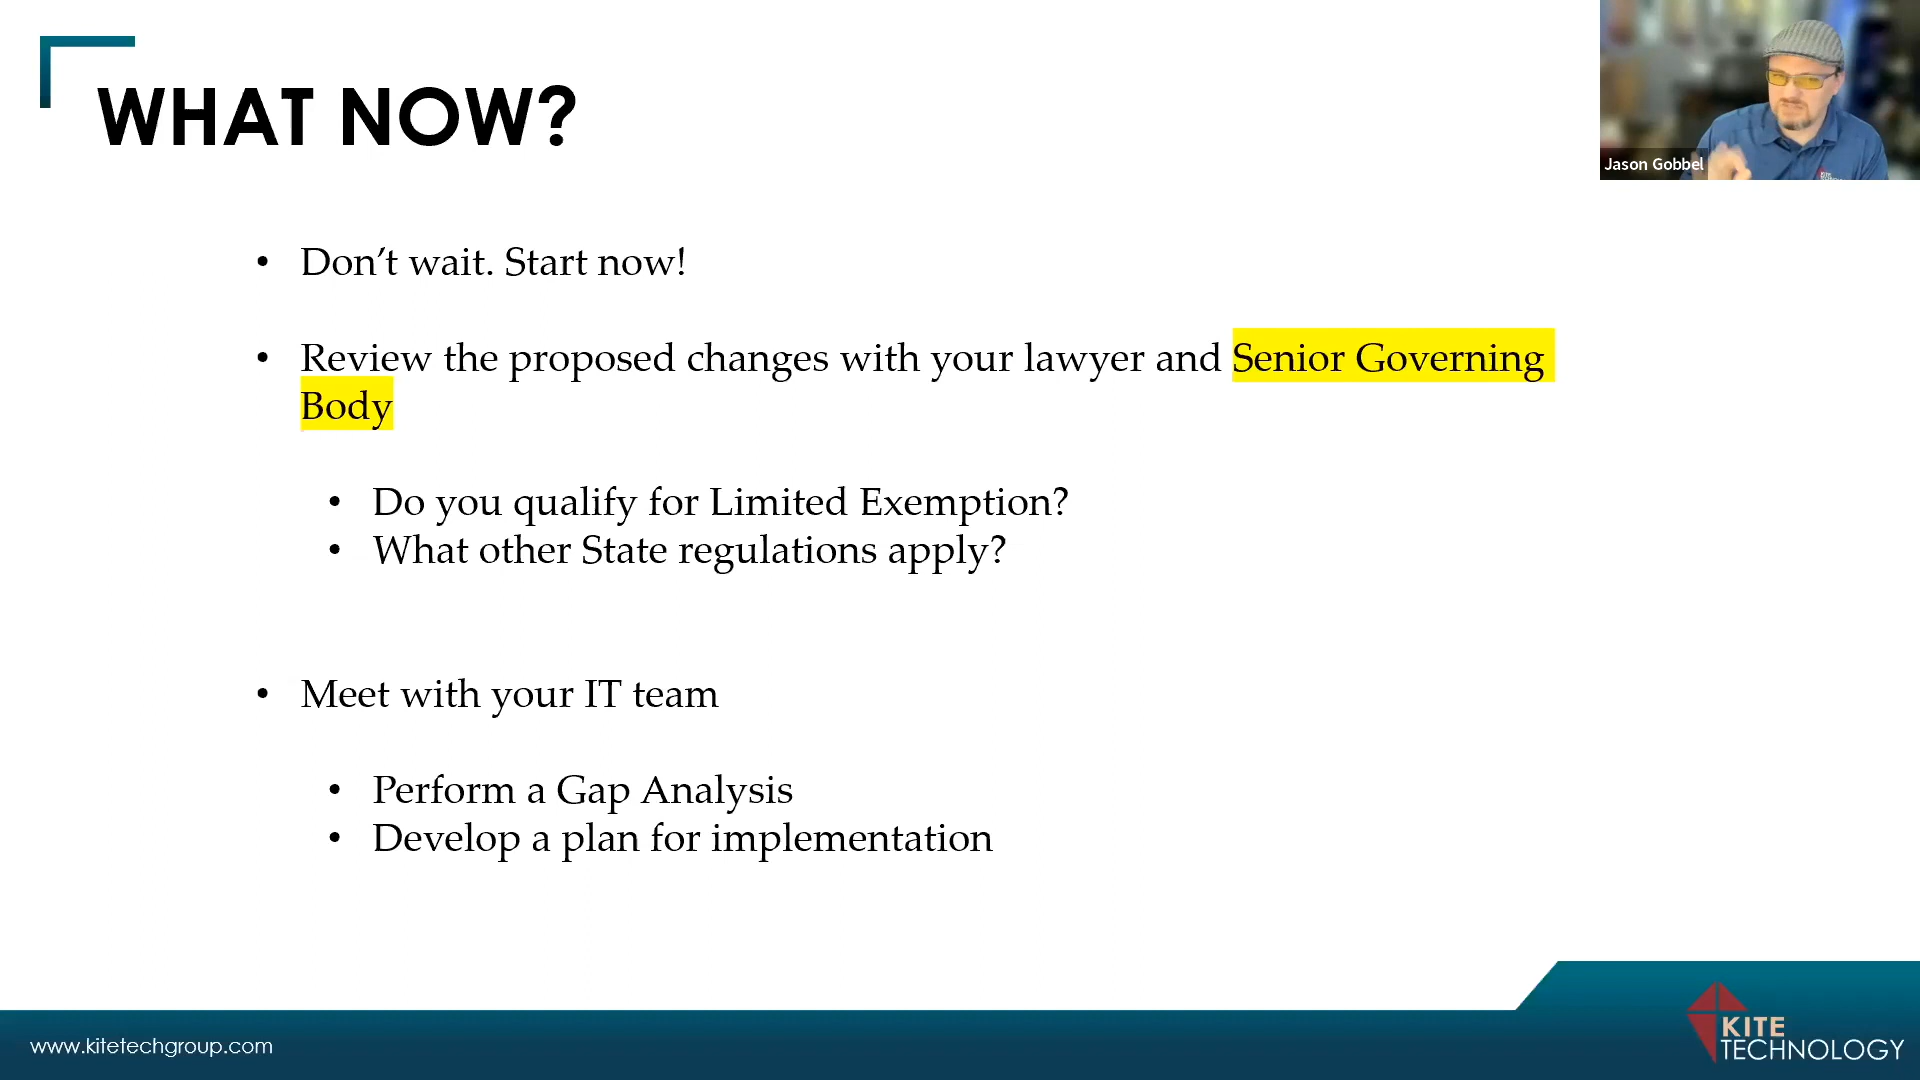 WHAT NOW?
Jason Gobbel
• Don’t wait. Start now!
• Review the proposed changes with your lawyer and Senior Governing
Body
• Do you qualify for Limited Exemption?
• What other State regulations apply?
• Meet with your IT team
• Perform a Gap Analysis
• Develop a plan for implementation
www.kitetechgroup.com
KITE
TECHNOLOGY